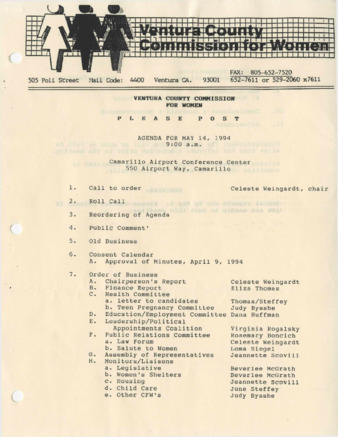 Ventura County
Commission for Women
FAX: 805-652-7520
505 Poli Street Mail Code: 4400 Ventura CA. 93001 652-7611 or 529-2060 x7611
VENTURA COUNTY COMMISSION
FOR WOMEN
P L E A S E P O S T
AGENDA FOR MAY 14, 1994
9:00 a.m.
Camarillo Airport Conference Center
550 Airport Way, Camarillo
1. Call to order Celeste Weingardt, chair
2. Roll Call
3. Reordering of Agenda
4. Public Comment
5. Old Business
6. Consent Calendar
A. Approval of Minutes, April 9, 1994
7. Order of Business
A. Chairperson's Report Celeste Weingardt
B. Finance Report Eliza Thomas
C. Health Committee
a. letter to candidates Thomas/Steffey
b. Teen Pregnancy Committee Judy Byashe
D. Education/Employment Committee Dana Huffman
E. Leadership/Political
Appointments Coalition Virginia Rogalsky
F. Public Relations Committee Rosemary
a. Law Forum Celeste Weingardt
b. Salute to Women Loma Siegel
G. Assembly of Representatives Jeannette Scovill
H. Monitors/Liaisons
a. Legislative Beverlee McGrath
b. Women's Shelters Beverlee McGrath
c. Housing Jeannette Scovill
d. Child Care June Steffey
e. Other CFW's Judy Byashe